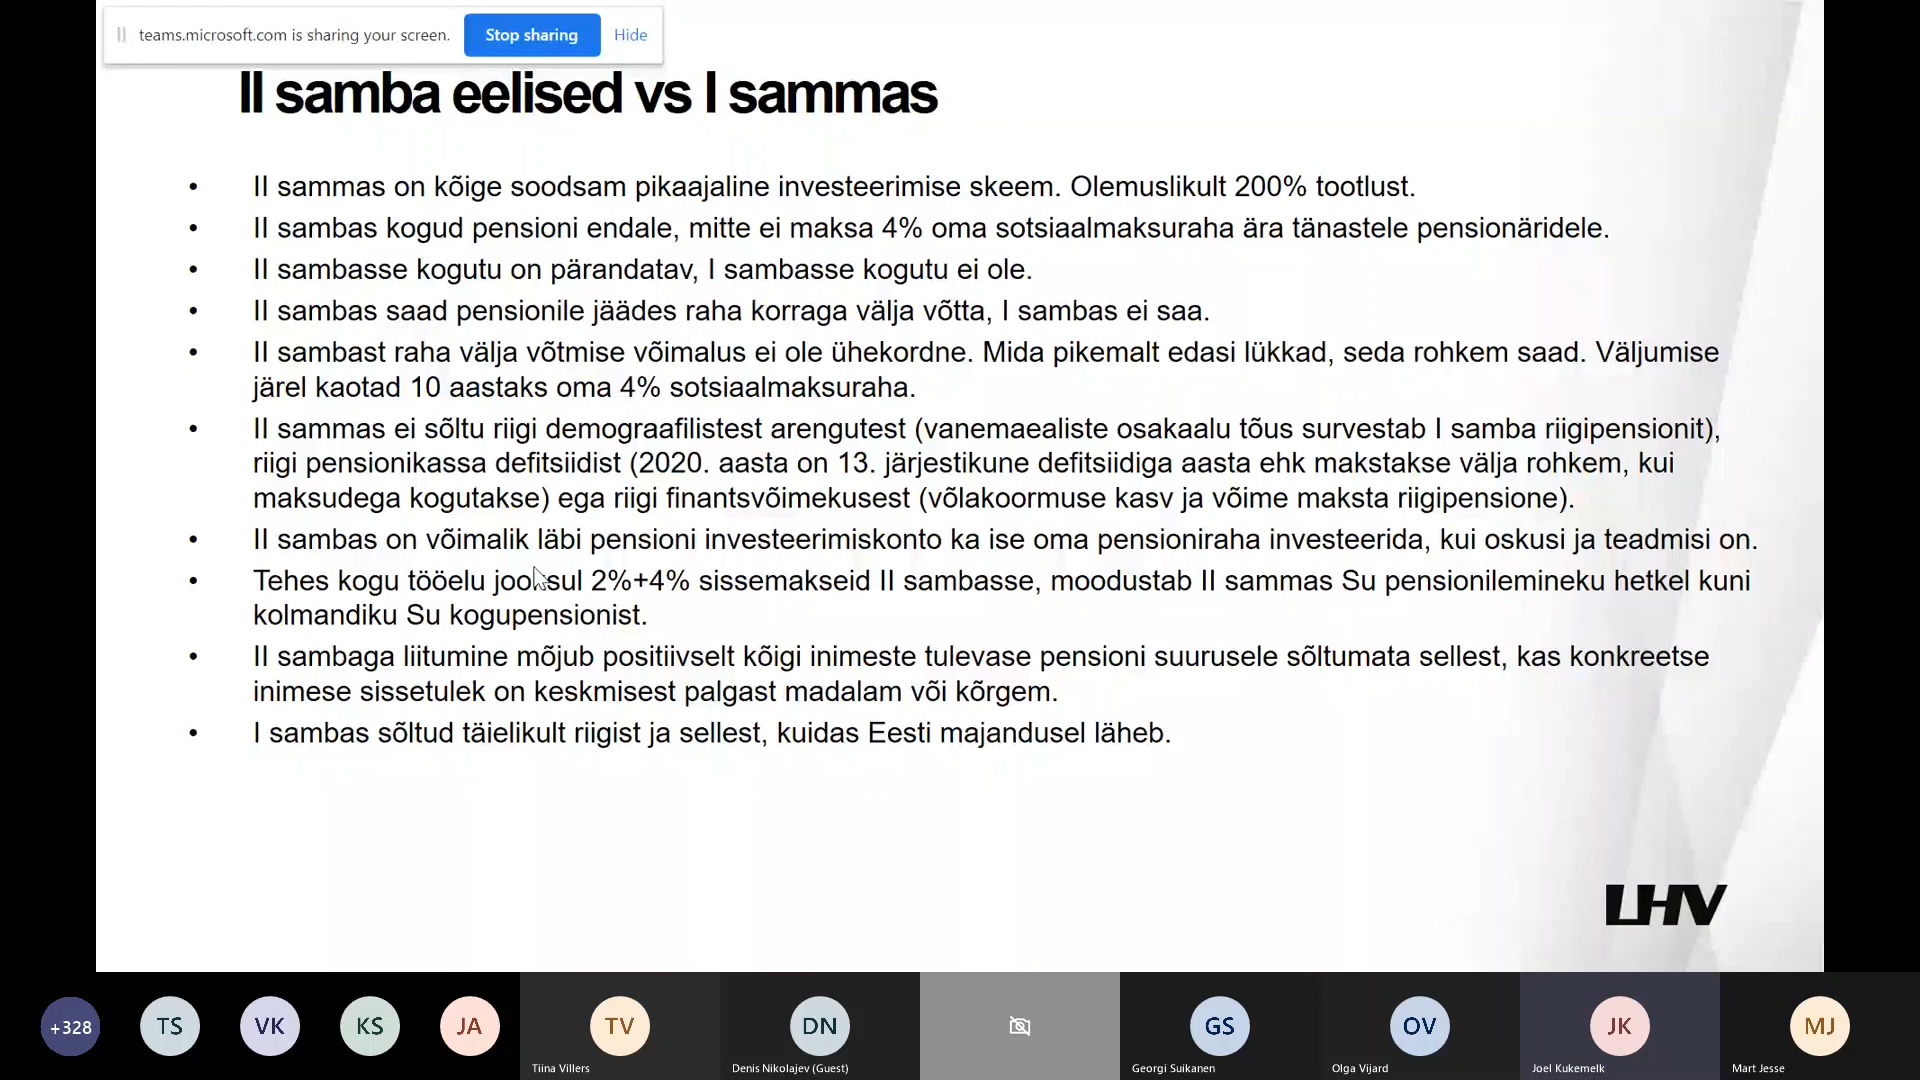 teams.microsoft.com is sharing your screen. Stop sharing Hide
II samba eelised vs I sammas
• II sammas on kõige soodsam pikaajaline investeerimise skeem. Olemuslikult 200% tootlust.
• II sambas kogud pensioni endale, mitte ei maksa 4% oma sotsiaalmaksuraha ära tänastele pensionäridele.
• II sambasse kogutu on pärandatav, I sambasse kogutu ei ole.
• II sambas saad pensionile jäädes raha korraga välja võtta, I sambas ei saa.
• II sambast raha välja võtmise võimalus ei ole ühekordne. Mida pikemalt edasi lükkad, seda rohkem saad. Väljumise
järel kaotad 10 aastaks oma 4% sotsiaalmaksuraha.
• II sammas ei sõltu riigi demograafilistest arengutest (vanemaealiste osakaalu tõus survestab I samba riigipensionit),
riigi pensionikassa defitsiidist (2020. aasta on 13. järjestikune defitsiidiga aasta ehk makstakse välja rohkem, kui
maksudega kogutakse) ega riigi finantsvõimekusest (võlakoormuse kasv ja võime maksta riigipensione).
• II sambas on võimalik läbi pensioni investeerimiskonto ka ise oma pensioniraha investeerida, kui oskusi ja teadmisi on.
• Tehes kogu tööelu jooksul 2%+4% sissemakseid II sambasse, moodustab II sammas Su pensionilemineku hetkel kuni
kolmandiku Su kogupensionist.
• II sambaga liitumine mõjub positiivselt kõigi inimeste tulevase pensioni suurusele sõltumata sellest, kas konkreetse
inimese sissetulek on keskmisest palgast madalam või kõrgem.
• I sambas sõltud täielikult riigist ja sellest, kuidas Eesti majandusel läheb.
LHV
+328 TS VK KS JA TV DN GS OV JK MJ
Tiina Villers Denis Nikolajev (Guest) Georgi Suikanen Olga Vijard Joel Kukemelk Mart Jesse